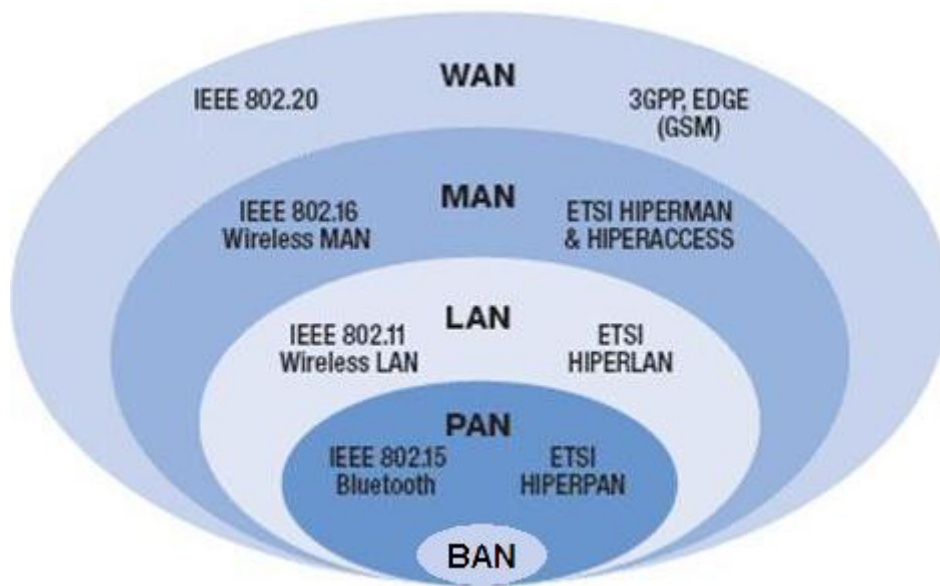 WAN
IEEE 802.20
3GPP, EDGE
(GSM)
MAN
IEEE 802.16
Wireless MAN
ETSI HIPERMAN
& HIPERACCESS
LAN
IEEE 802.11
Wireless LAN
ETSI
HIPERLAN
PAN
IEEE 802.15
Bluetooth
ETSI
HIPERPAN
BAN